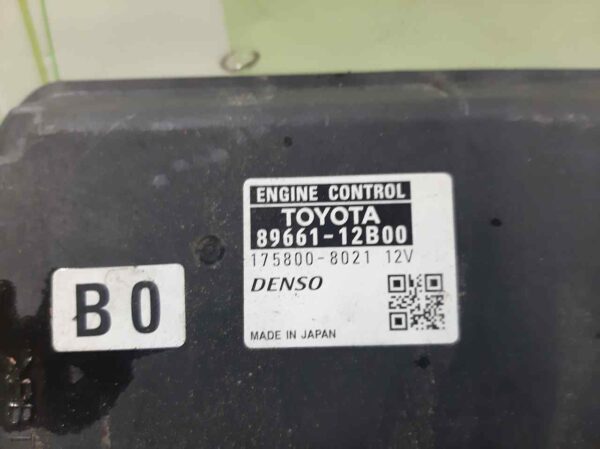 ENGINE CONTROL
TOYOTA
89661-12B00
175800-8021 12V
DENSO
MADE IN JAPAN
B0